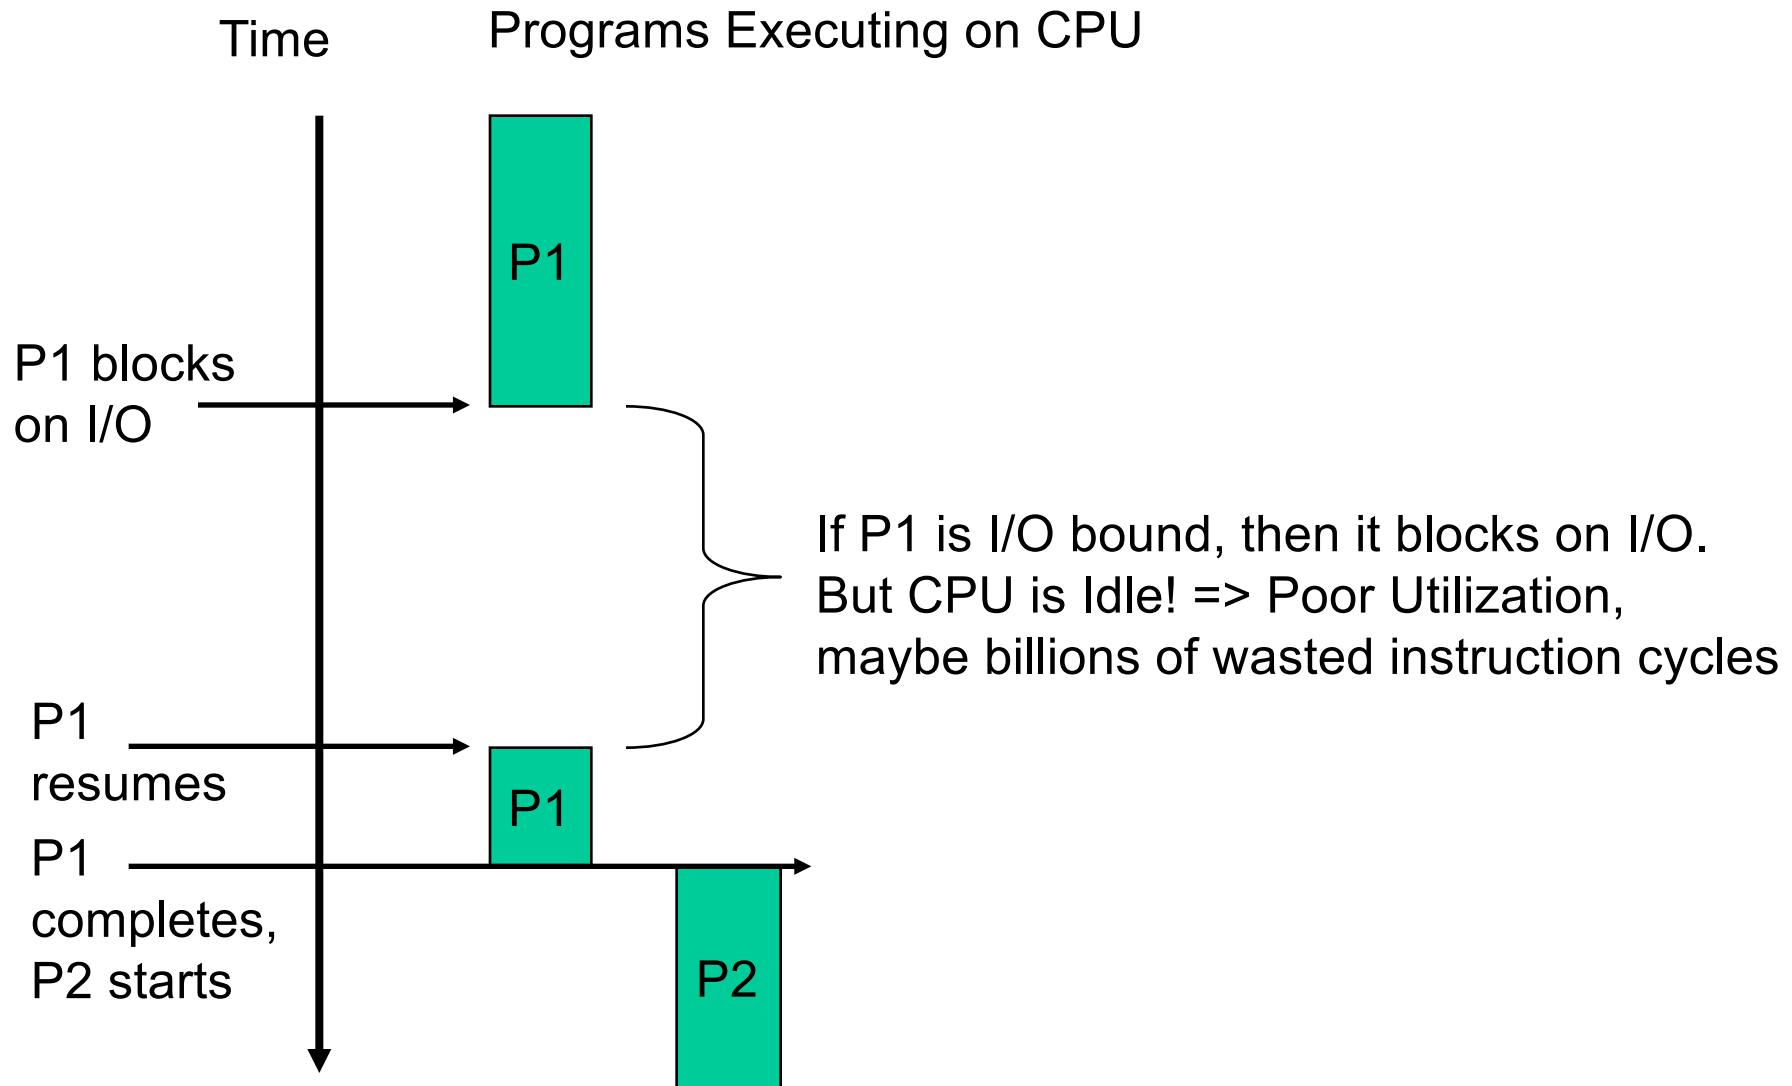 Time
Programs Executing on CPU
P1
P1 blocks
on I/O
If P1 is I/O bound, then it blocks on I/O.
But CPU is Idle! => Poor Utilization,
maybe billions of wasted instruction cycles
P1
resumes
P1
P1
completes,
P2 starts
P2